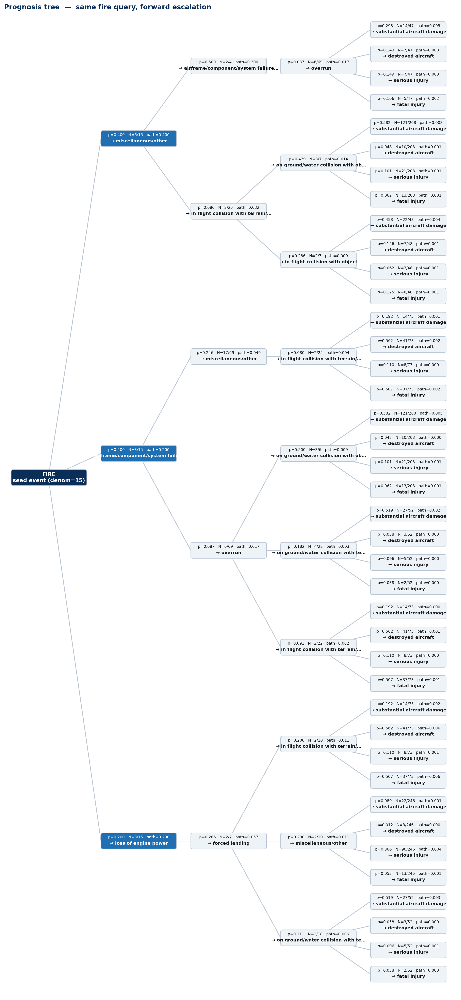 Prognosis tree — same fire query, forward escalation
p=0.298 N=14/47 path=0.005
→ substantial aircraft damage
p=0.149 N=7/47 path=0.003
→ destroyed aircraft
p=0.500 N=2/4 path=0.200
→ airframe/component/system failure…
p=0.087 N=6/69 path=0.017
→ overrun
p=0.149 N=7/47 path=0.003
→ serious injury
p=0.106 N=5/47 path=0.002
→ fatal injury
p=0.582 N=121/208 path=0.008
→ substantial aircraft damage
p=0.400 N=6/15 path=0.400
→ miscellaneous/other
p=0.048 N=10/208 path=0.001
→ destroyed aircraft
p=0.429 N=3/7 path=0.014
→ on ground/water collision with ob…
p=0.101 N=21/208 path=0.001
→ serious injury
p=0.062 N=13/208 path=0.001
→ fatal injury
p=0.080 N=2/25 path=0.032
→ in flight collision with terrain/…
p=0.458 N=22/48 path=0.004
→ substantial aircraft damage
p=0.146 N=7/48 path=0.001
→ destroyed aircraft
p=0.286 N=2/7 path=0.009
→ in flight collision with object
p=0.062 N=3/48 path=0.001
→ serious injury
p=0.125 N=6/48 path=0.001
→ fatal injury
p=0.192 N=14/73 path=0.001
→ substantial aircraft damage
p=0.562 N=41/73 path=0.002
→ destroyed aircraft
p=0.246 N=17/69 path=0.049
→ miscellaneous/other
p=0.080 N=2/25 path=0.004
→ in flight collision with terrain/…
p=0.110 N=8/73 path=0.000
→ serious injury
p=0.507 N=37/73 path=0.002
→ fatal injury
p=0.582 N=121/208 path=0.005
→ substantial aircraft damage
p=0.048 N=10/208 path=0.000
→ destroyed aircraft
p=0.200 N=3/15 path=0.200
frame/component/system failu
p=0.500 N=3/6 path=0.009
→ on ground/water collision with ob…
p=0.101 N=21/208 path=0.001
→ serious injury
FIRE
seed event (denom=15)
p=0.062 N=13/208 path=0.001
→ fatal injury
p=0.519 N=27/52 path=0.002
→ substantial aircraft damage
p=0.058 N=3/52 path=0.000
→ destroyed aircraft
p=0.087 N=6/69 path=0.017
→ overrun
p=0.182 N=4/22 path=0.003
→ on ground/water collision with te…
p=0.096 N=5/52 path=0.000
→ serious injury
p=0.038 N=2/52 path=0.000
→ fatal injury
p=0.192 N=14/73 path=0.000
→ substantial aircraft damage
p=0.562 N=41/73 path=0.001
→ destroyed aircraft
p=0.091 N=2/22 path=0.002
→ in flight collision with terrain/…
p=0.110 N=8/73 path=0.000
→ serious injury
p=0.507 N=37/73 path=0.001
→ fatal injury
p=0.192 N=14/73 path=0.002
→ substantial aircraft damage
p=0.562 N=41/73 path=0.006
→ destroyed aircraft
p=0.200 N=2/10 path=0.011
→ in flight collision with terrain/…
p=0.110 N=8/73 path=0.001
→ serious injury
p=0.507 N=37/73 path=0.006
→ fatal injury
p=0.089 N=22/246 path=0.001
→ substantial aircraft damage
p=0.012 N=3/246 path=0.000
→ destroyed aircraft
p=0.200 N=3/15 path=0.200
→ loss of engine power
p=0.286 N=2/7 path=0.057
→ forced landing
p=0.200 N=2/10 path=0.011
→ miscellaneous/other
p=0.366 N=90/246 path=0.004
→ serious injury
p=0.053 N=13/246 path=0.001
→ fatal injury
p=0.519 N=27/52 path=0.003
→ substantial aircraft damage
p=0.058 N=3/52 path=0.000
→ destroyed aircraft
p=0.111 N=2/18 path=0.006
→ on ground/water collision with te…
p=0.096 N=5/52 path=0.001
→ serious injury
p=0.038 N=2/52 path=0.000
→ fatal injury